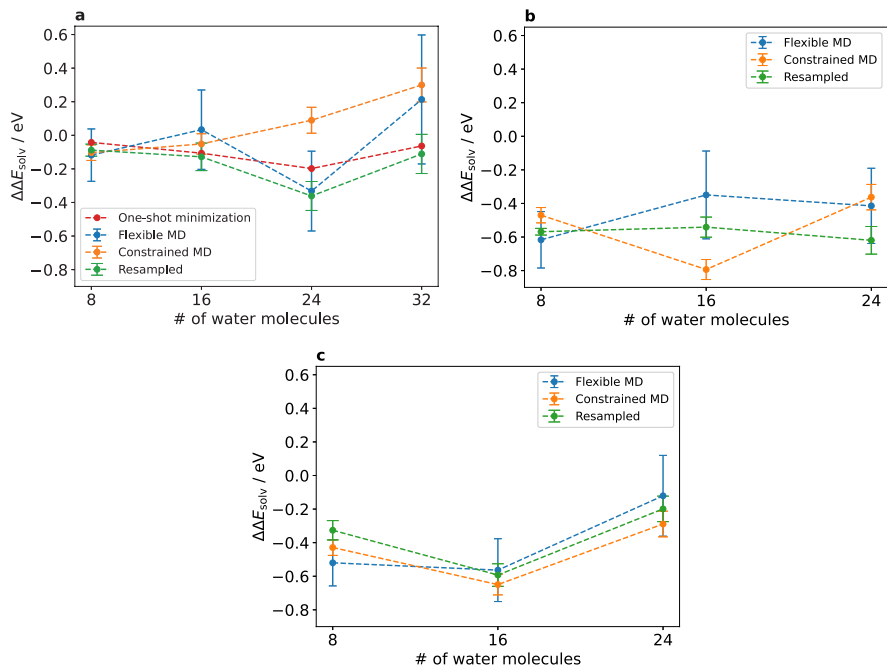 a
0.6
0.4
0.2
0.0
−0.2
−0.4
−0.6
−0.8
ΔΔE_solv / eV
One-shot minimization
Flexible MD
Constrained MD
Resampled
8
16
24
32
# of water molecules
b
0.6
0.4
0.2
0.0
−0.2
−0.4
−0.6
−0.8
ΔΔE_solv / eV
Flexible MD
Constrained MD
Resampled
8
16
24
# of water molecules
c
0.6
0.4
0.2
0.0
−0.2
−0.4
−0.6
−0.8
ΔΔE_solv / eV
Flexible MD
Constrained MD
Resampled
8
16
24
# of water molecules